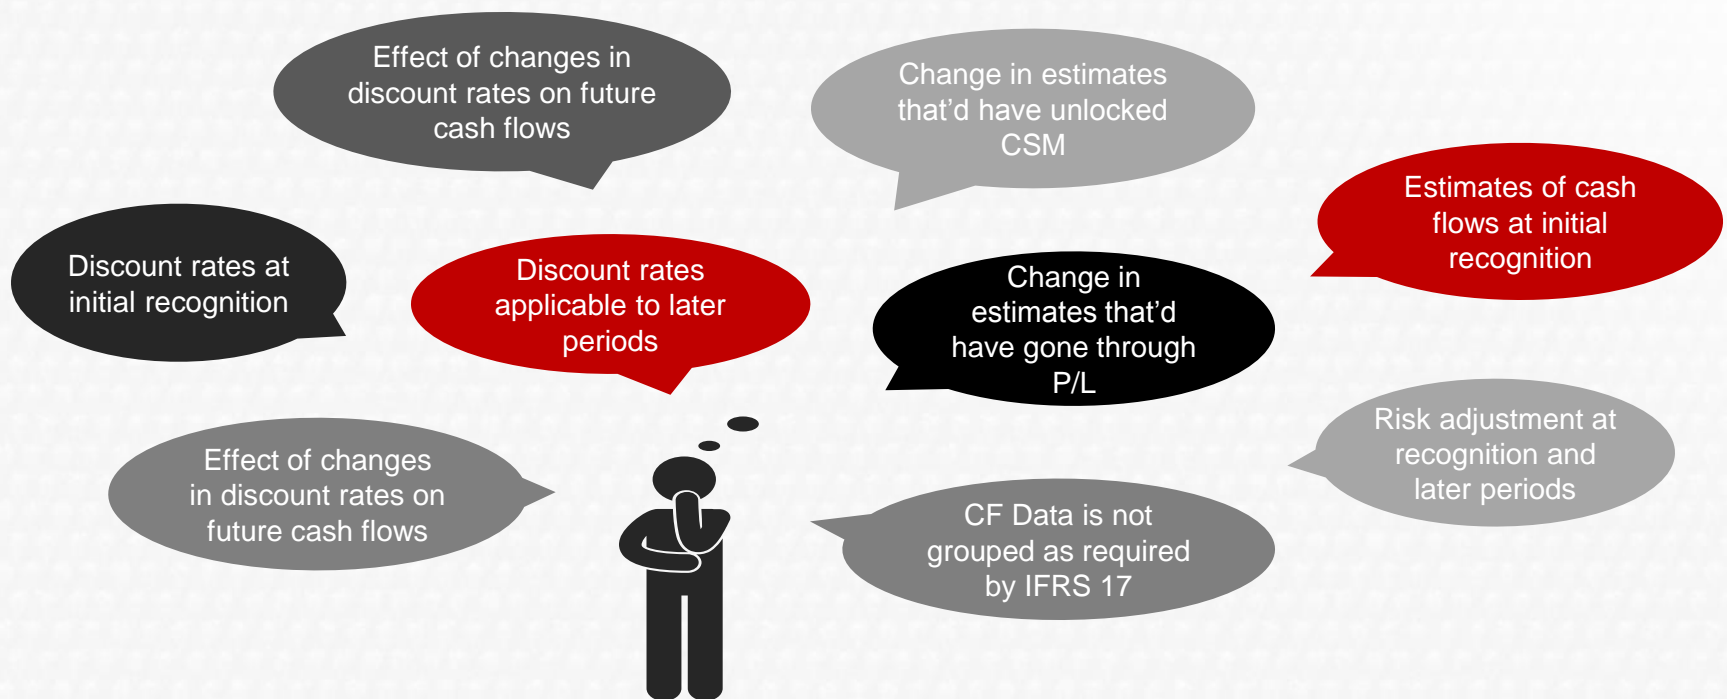 Effect of changes in
discount rates on future
cash flows
Change in estimates
that’d have unlocked
CSM
Estimates of cash
flows at initial
recognition
Discount rates at
initial recognition
Discount rates
applicable to later
periods
Change in
estimates that’d
have gone through
P/L
Risk adjustment at
recognition and
later periods
Effect of changes
in discount rates on
future cash flows
CF Data is not
grouped as required
by IFRS 17